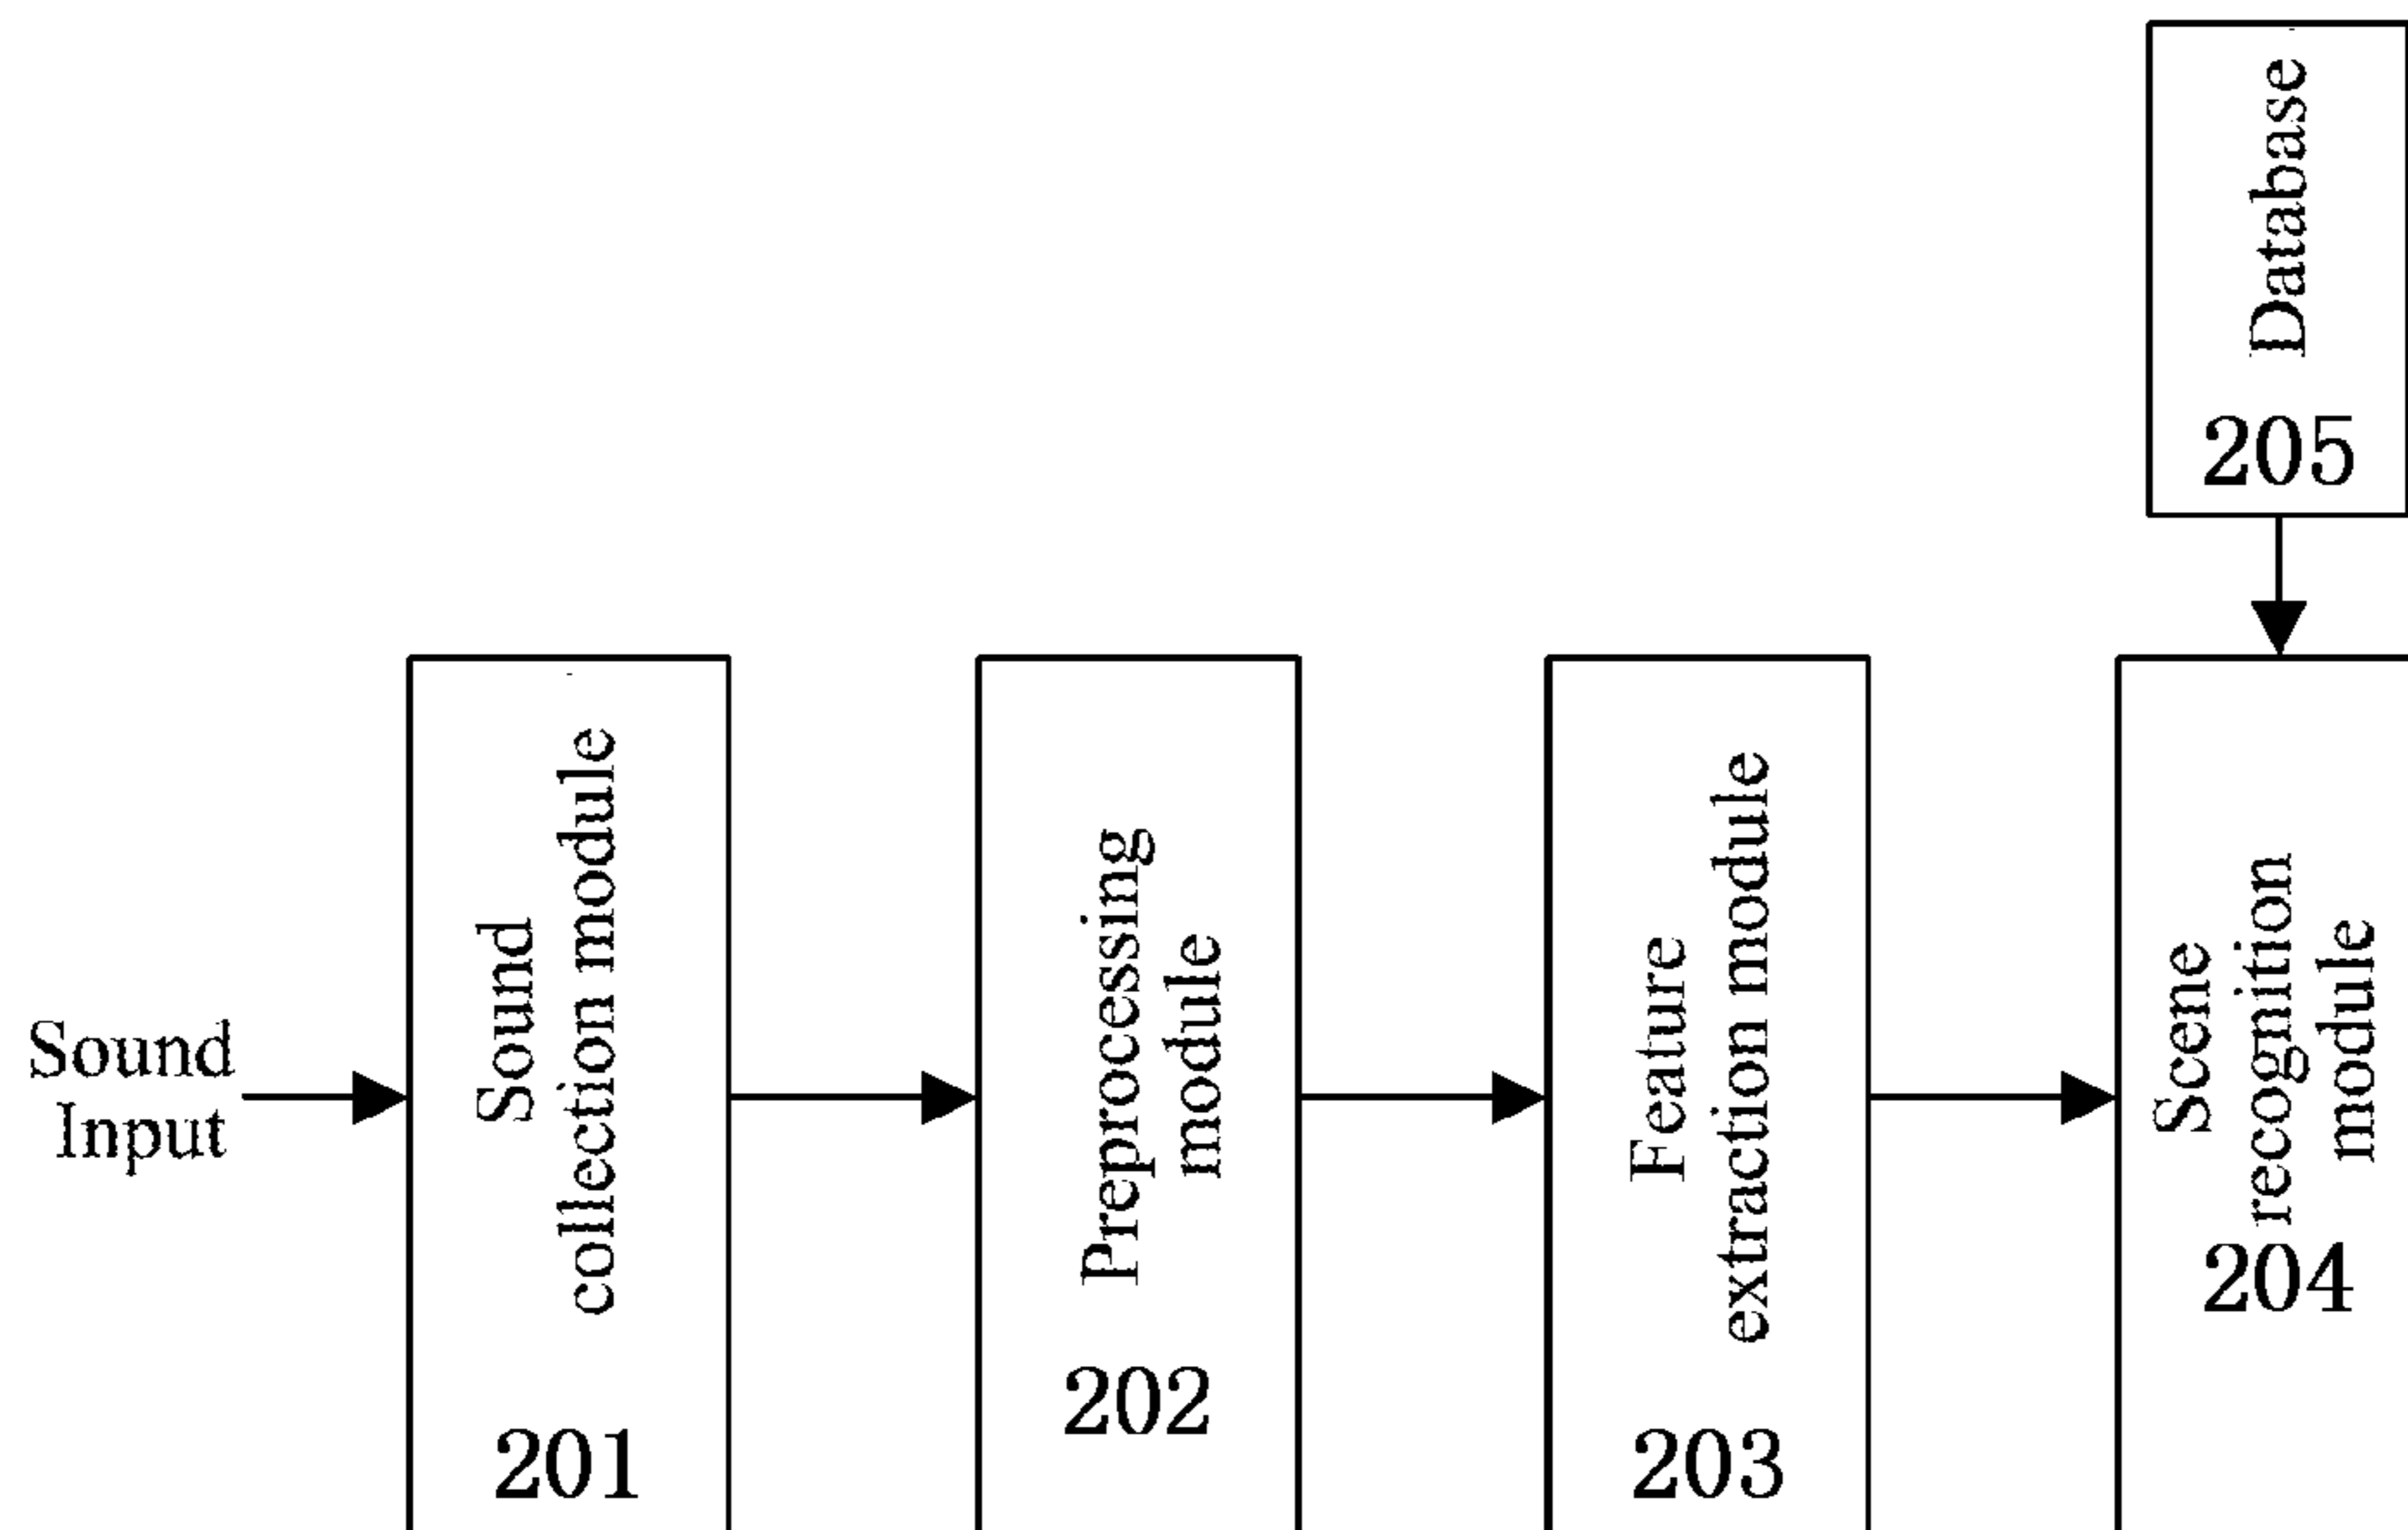 Database
205
Sound
Input
Sound
collection module
201
Preprocessing
module
202
Feature
extraction module
203
Scene
recognition
module
204